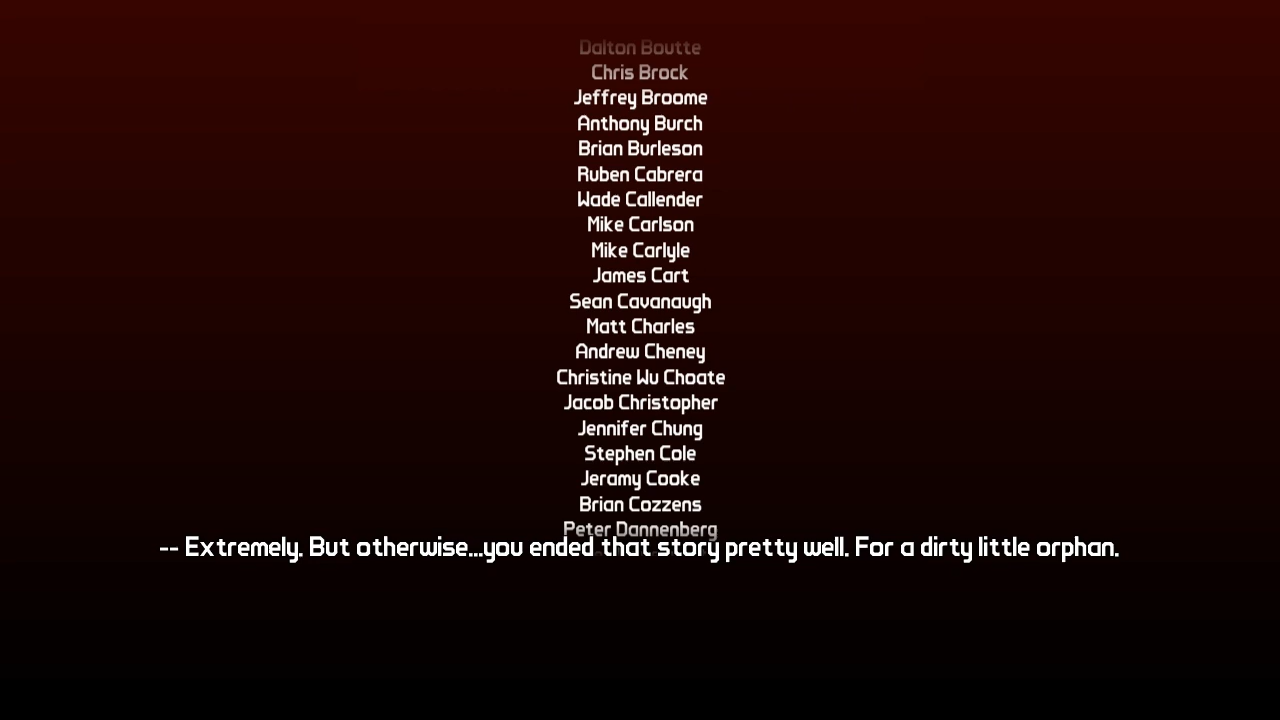 Dalton Boutte
Chris Brock
Jeffrey Broome
Anthony Burch
Brian Burleson
Ruben Cabrera
Wade Callender
Mike Carlson
Mike Carlyle
James Cart
Sean Cavanaugh
Matt Charles
Andrew Cheney
Christine Wu Choate
Jacob Christopher
Jennifer Chung
Stephen Cole
Jeramy Cooke
Brian Cozzens
Peter Dannenberg
-- Extremely. But otherwise...you ended that story pretty well. For a dirty little orphan.